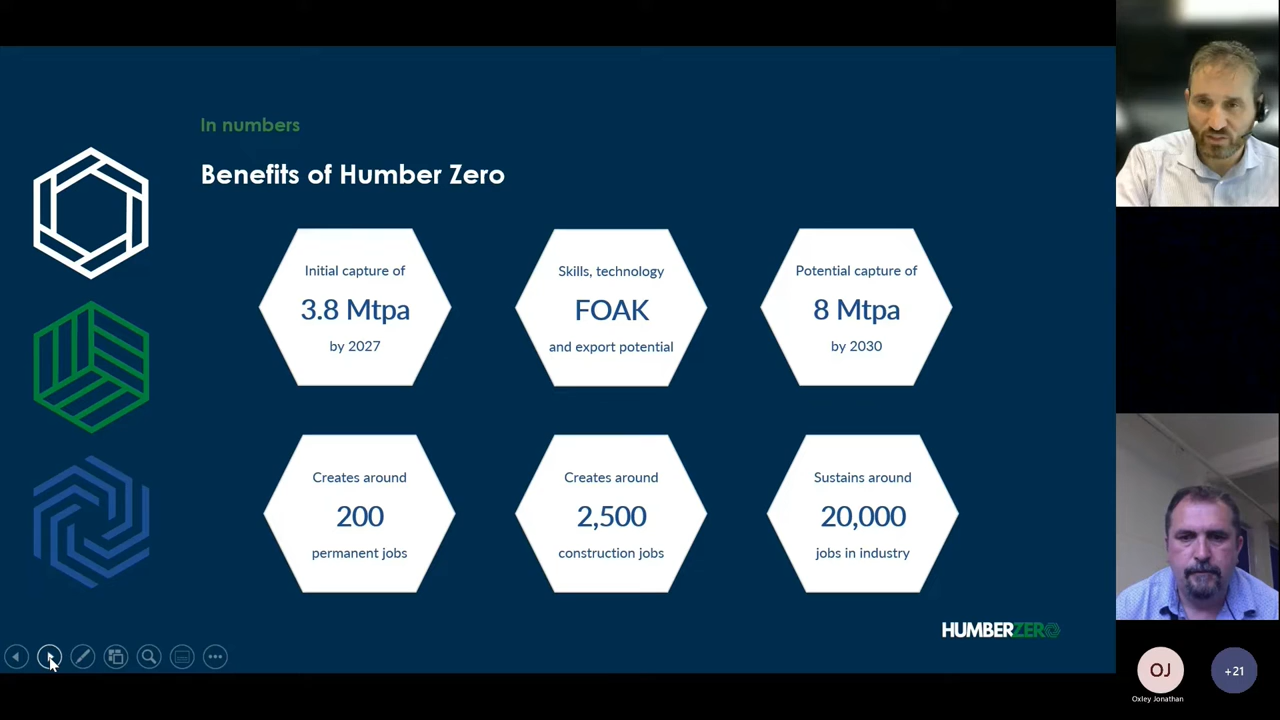 In numbers
Benefits of Humber Zero
Initial capture of
3.8 Mtpa
by 2027
Skills, technology
FOAK
and export potential
Potential capture of
8 Mtpa
by 2030
Creates around
200
permanent jobs
Creates around
2,500
construction jobs
Sustains around
20,000
jobs in industry
HUMBERZERO
OJ
Oxley Jonathan
+21